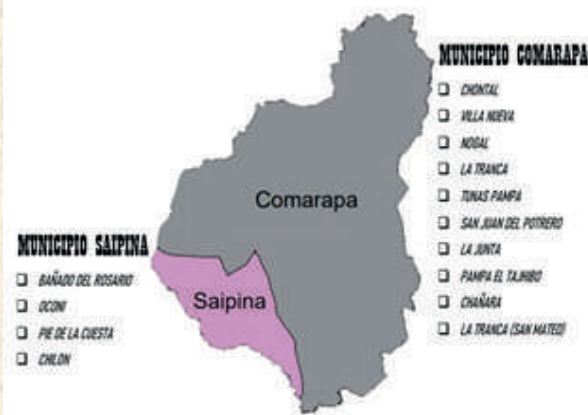 MUNICIPIO COMARAPA
❑ CHONTAL
❑ VILLA NUEVA
❑ NOGAL
❑ LA TRANCA
❑ TUNAS PAMPA
❑ SAN JUAN DEL POTRERO
❑ LA JUNTA
❑ PAMPA EL TAJHIBO
❑ CHAÑARA
❑ LA TRANCA (SAN MATEO)
Comarapa
MUNICIPIO SAIPINA
❑ BAÑADO DEL ROSARIO
❑ OCONI
❑ PIE DE LA CUESTA
❑ CHILON
Saipina